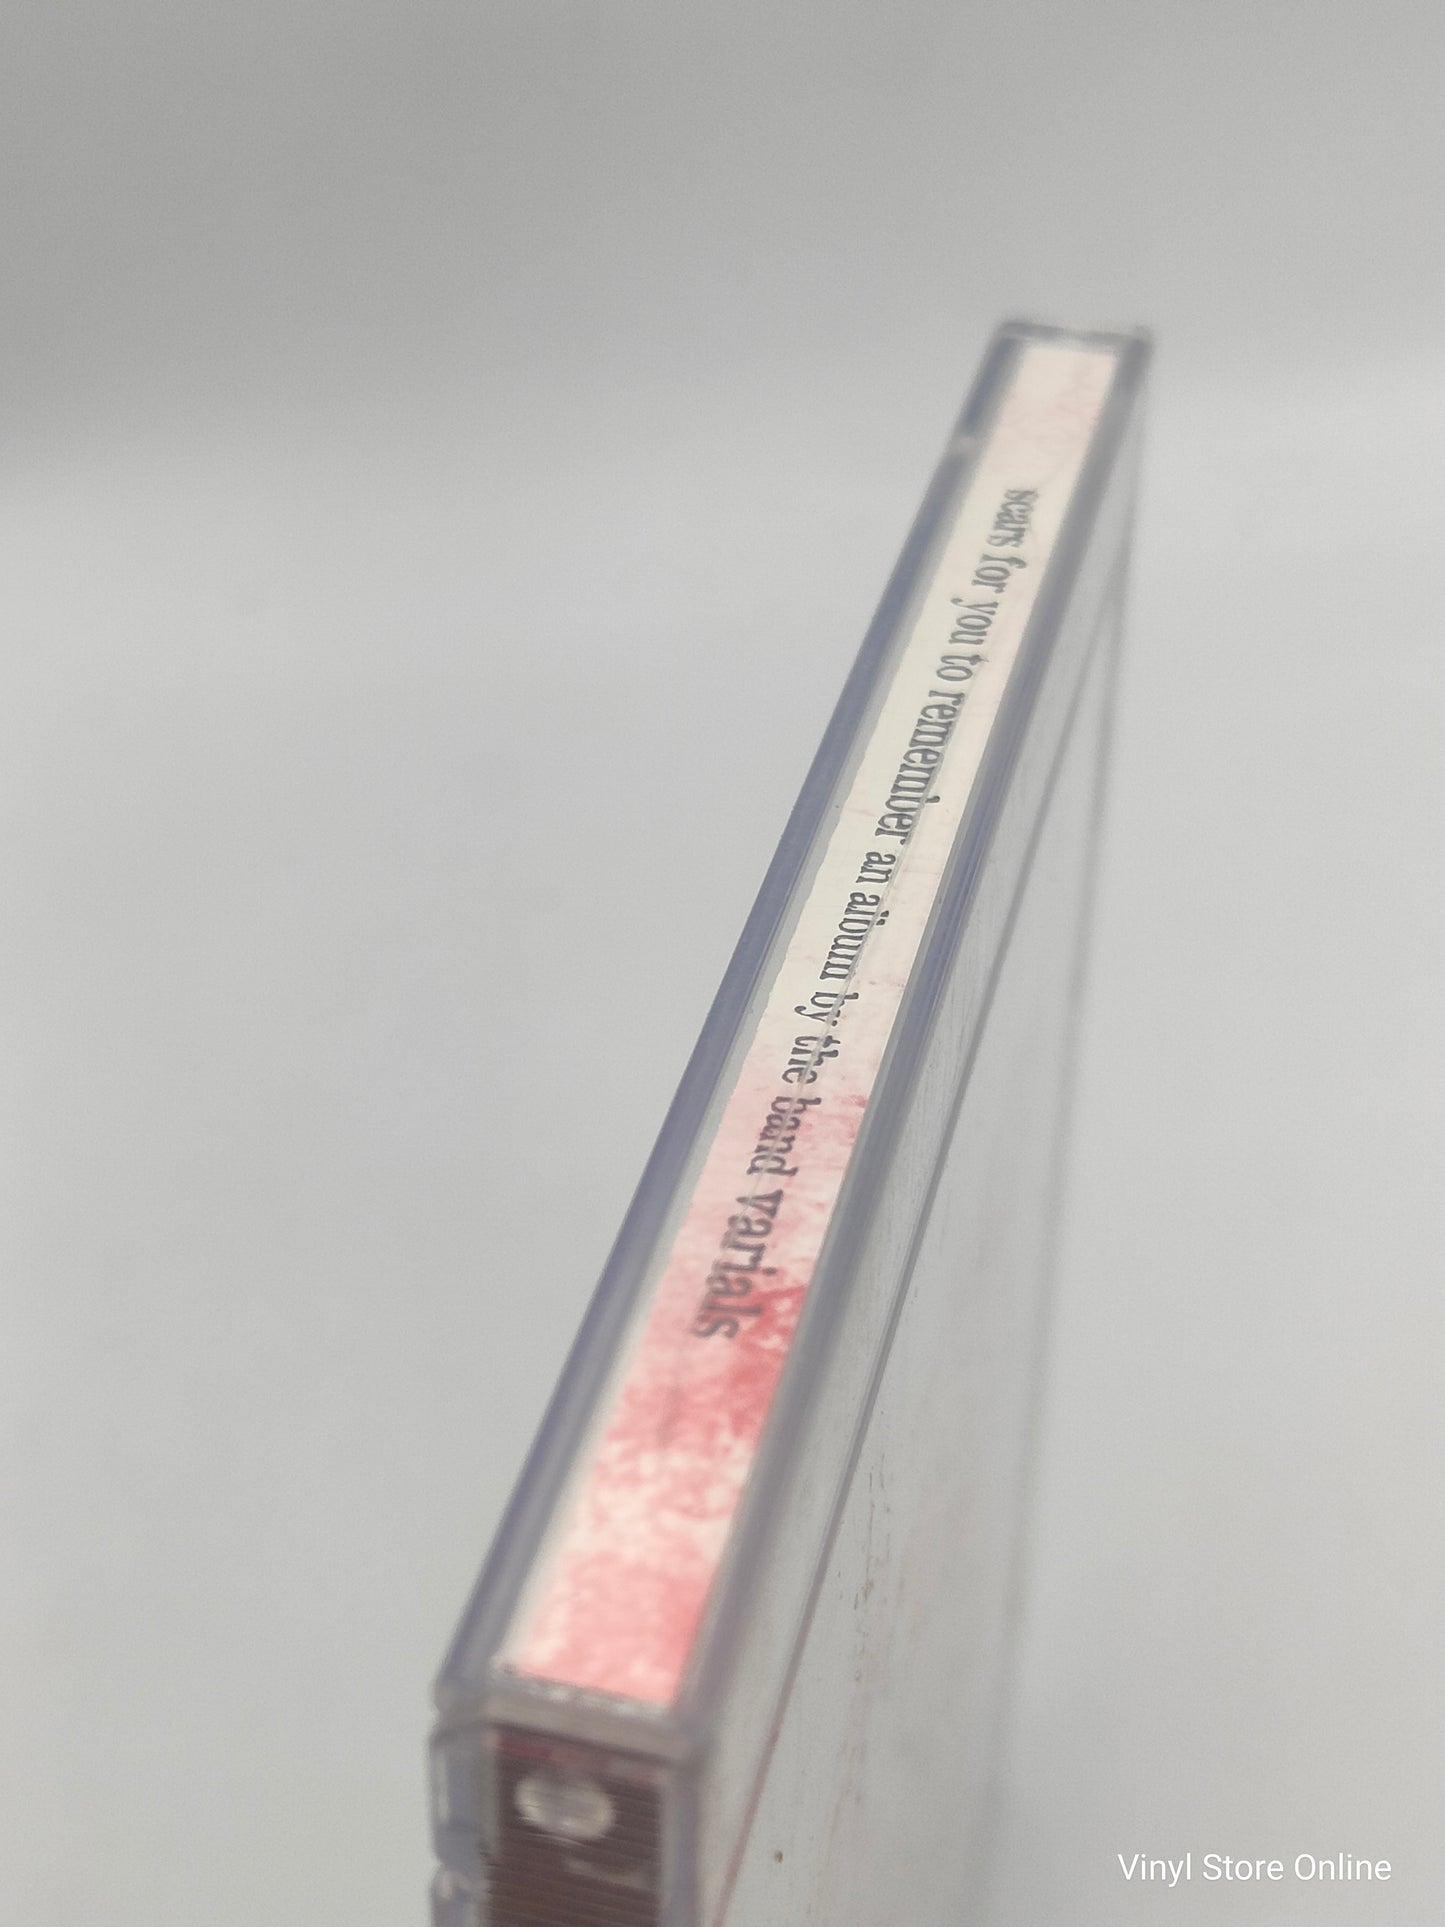 scars for you to remember an album by the band varials
Vinyl Store Online